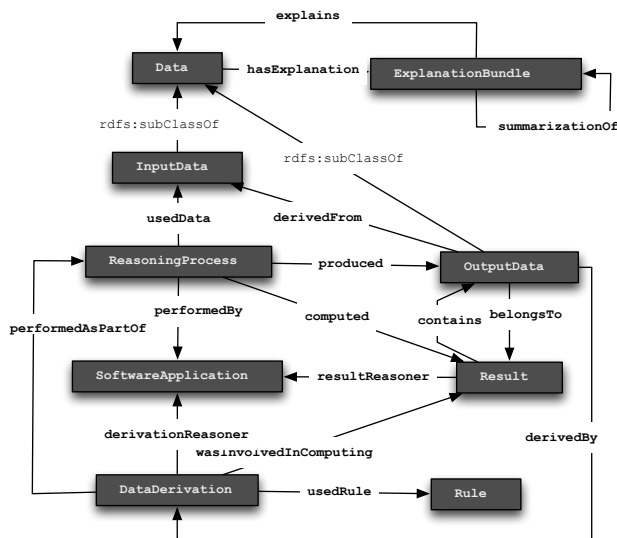 explains
Data
hasExplanation
ExplanationBundle
rdfs:subClassOf
summarizationOf
rdfs:subClassOf
InputData
usedData
derivedFrom
ReasoningProcess
produced
OutputData
performedBy
performedAsPartOf
computed
contains
belongsTo
SoftwareApplication
resultReasoner
Result
derivationReasoner
derivedBy
wasInvolvedInComputing
DataDerivation
usedRule
Rule